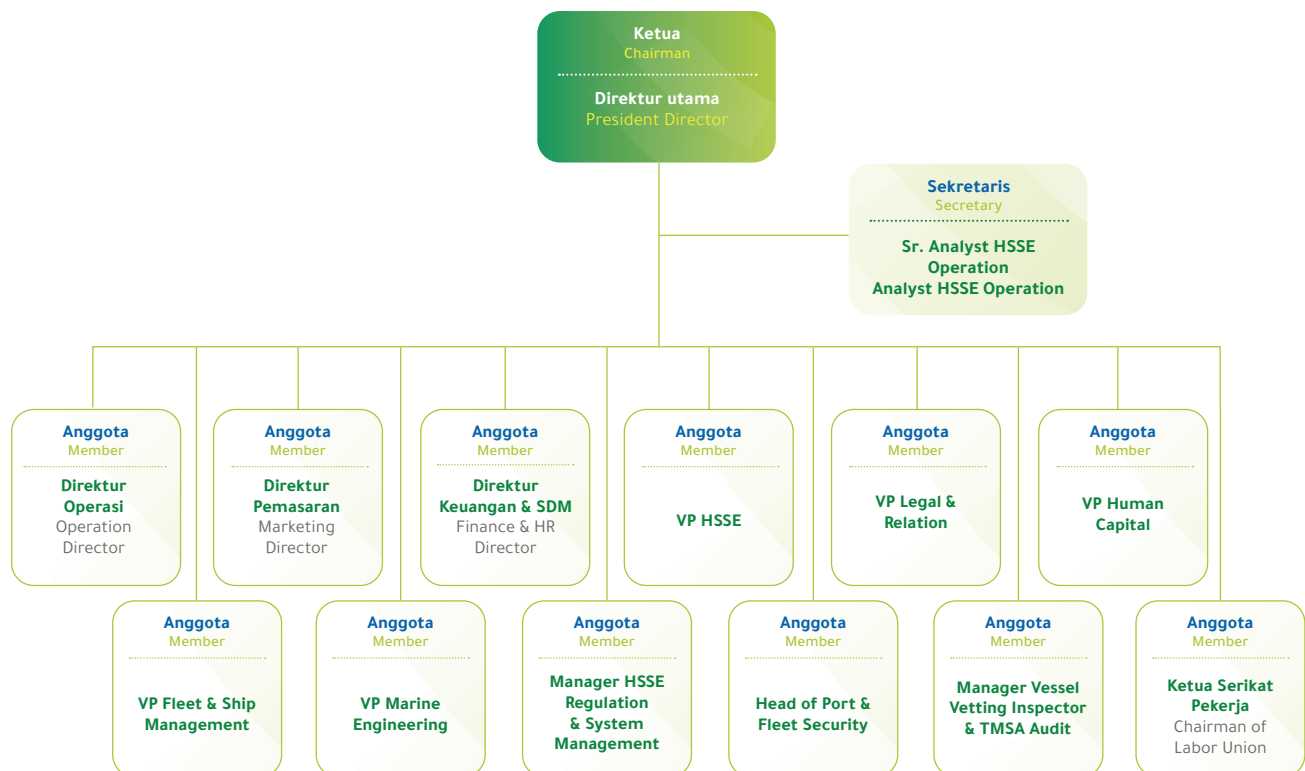 Ketua
Chairman
Direktur utama
President Director
Sekretaris
Secretary
Sr. Analyst HSSE
Operation
Analyst HSSE Operation
Anggota
Member
Direktur
Operasi
Operation
Director
Anggota
Member
Direktur
Pemasaran
Marketing
Director
Anggota
Member
Direktur
Keuangan & SDM
Finance & HR
Director
Anggota
Member
VP HSSE
Anggota
Member
VP Legal &
Relation
Anggota
Member
VP Human
Capital
Anggota
Member
VP Fleet & Ship
Management
Anggota
Member
VP Marine
Engineering
Anggota
Member
Manager HSSE
Regulation
& System
Management
Anggota
Member
Head of Port &
Fleet Security
Anggota
Member
Manager Vessel
Vetting Inspector
& TMSA Audit
Anggota
Member
Ketua Serikat
Pekerja
Chairman of
Labor Union